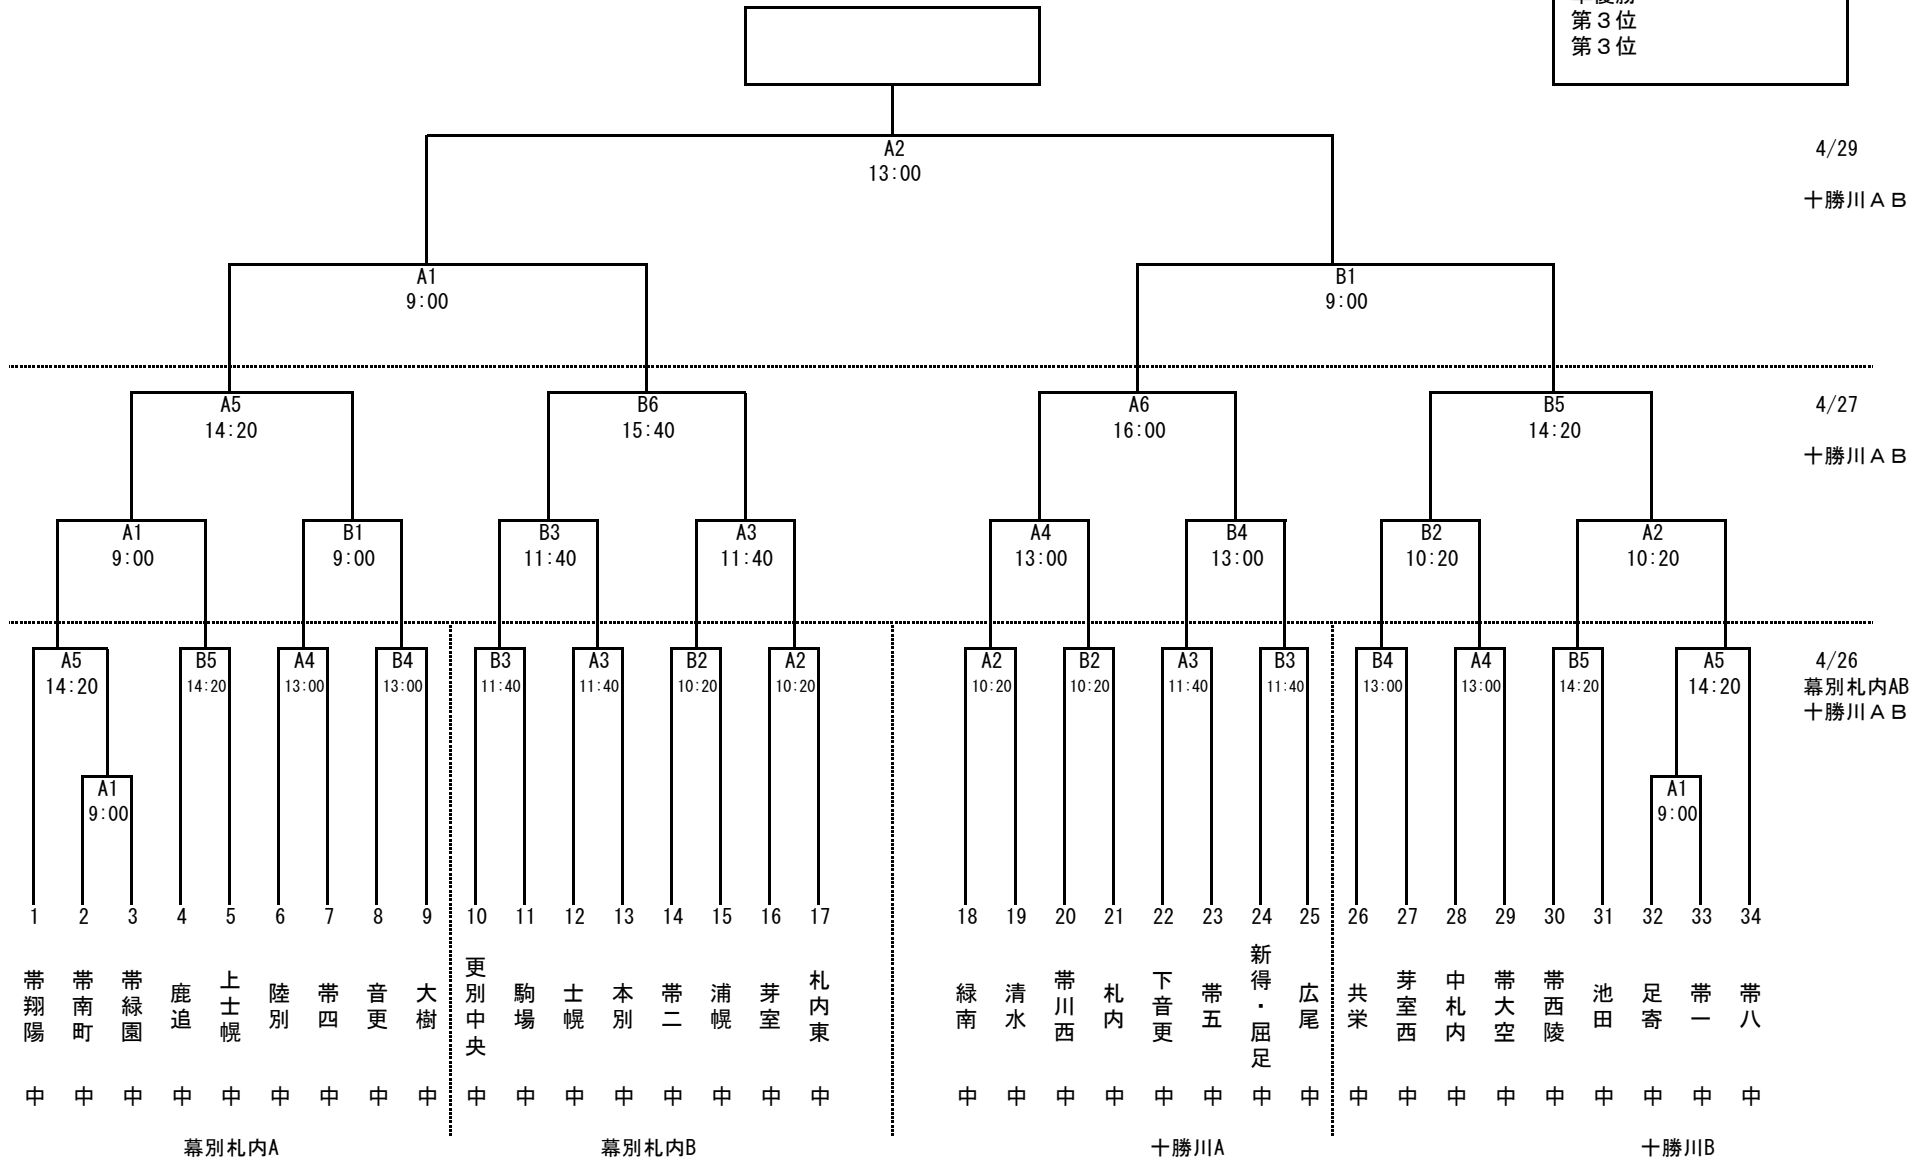 第３位
第３位
A2
13:00
4/29
十勝川ＡＢ
A1
9:00
B1
9:00
A5
14:20
B6
15:40
A6
16:00
B5
14:20
4/27
十勝川ＡＢ
A1
9:00
B1
9:00
B3
11:40
A3
11:40
A4
13:00
B4
13:00
B2
10:20
A2
10:20
A5
14:20
B5
14:20
A4
13:00
B4
13:00
B3
11:40
A3
11:40
B2
10:20
A2
10:20
A2
10:20
B2
10:20
A3
11:40
B3
11:40
B4
13:00
A4
13:00
B5
14:20
A5
14:20
4/26
幕別札内AB
十勝川ＡＢ
A1
9:00
A1
9:00
1
2
3
4
5
6
7
8
9
10
11
12
13
14
15
16
17
18
19
20
21
22
23
24
25
26
27
28
29
30
31
32
33
34
帯翔陽中
帯南町中
帯緑園中
鹿追中
上士幌中
陸別中
帯四中
音更中
大樹中
更別中央中
駒場中
士幌中
本別中
帯二中
浦幌中
芽室中
札内東中
緑南中
清水中
帯川西中
札内中
下音更中
帯五中
新得・屈足中
広尾中
共栄中
芽室西中
中札内中
帯大空中
帯西陵中
池田中
足寄中
帯一中
帯八中
幕別札内A
幕別札内B
十勝川A
十勝川B